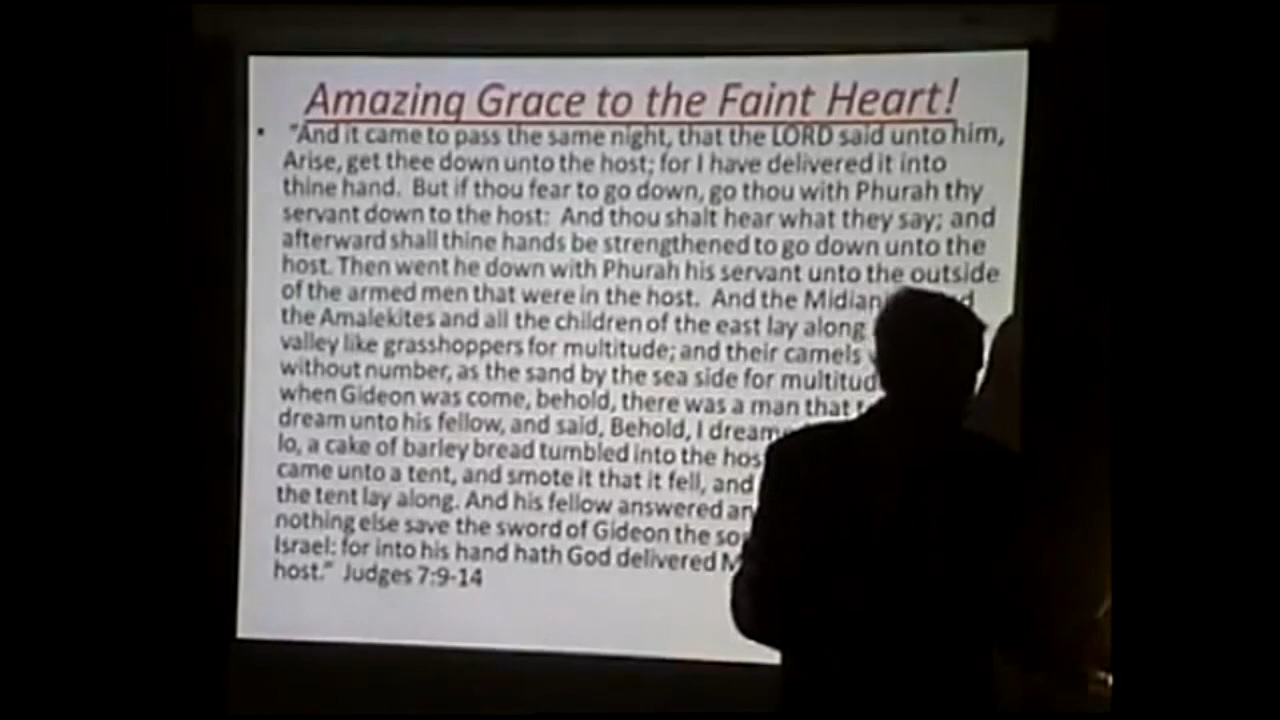 Amazing Grace to the Faint Heart!
• "And it came to pass the same night, that the LORD said unto him,
Arise, get thee down unto the host; for I have delivered it into
thine hand. But if thou fear to go down, go thou with Phurah thy
servant down to the host: And thou shalt hear what they say; and
afterward shall thine hands be strengthened to go down unto the
host. Then went he down with Phurah his servant unto the outside
of the armed men that were in the host. And the
the Amalekites and all the children of the east lay along
valley like grasshoppers for multitude; and their camels
without number, as the sand by the sea side for
when Gideon was come, behold, there was a man that
dream unto his fellow, and said, Behold, I
lo, a cake of barley bread tumbled into the
came unto a tent, and smote it that it fell, and
the tent lay along. And his fellow answered
nothing else save the sword of Gideon the
Israel: for into his hand hath God delivered
host." Judges 7:9-14